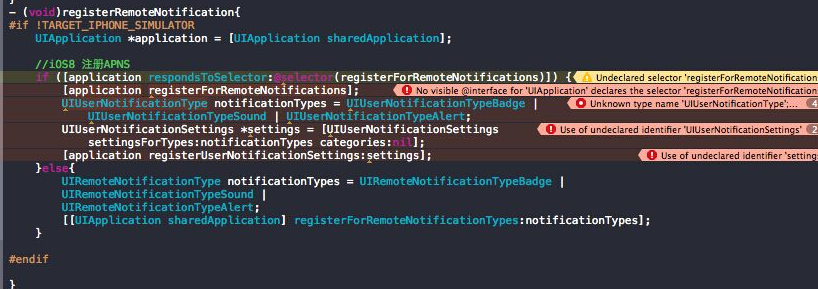 - (void)registerRemoteNotification{
#if !TARGET_IPHONE_SIMULATOR
UIApplication *application = [UIApplication sharedApplication];
//iOS8 注册APNS
if ([application respondsToSelector:@selector(registerForRemoteNotifications)]) { Undeclared selector 'registerForRemoteNotification
[application registerForRemoteNotifications]; No visible @interface for 'UIApplication' declares the selector 'registerForRemoteNotification
UIUserNotificationType notificationTypes = UIUserNotificationTypeBadge | Unknown type name 'UIUserNotificationType';... 4
UIUserNotificationTypeSound | UIUserNotificationTypeAlert;
UIUserNotificationSettings *settings = [UIUserNotificationSettings Use of undeclared identifier 'UIUserNotificationSettings' 2
settingsForTypes:notificationTypes categories:nil];
[application registerUserNotificationSettings:settings]; Use of undeclared identifier 'setting
}else{
UIRemoteNotificationType notificationTypes = UIRemoteNotificationTypeBadge |
UIRemoteNotificationTypeSound |
UIRemoteNotificationTypeAlert;
[[UIApplication sharedApplication] registerForRemoteNotificationTypes:notificationTypes];
}
#endif
}